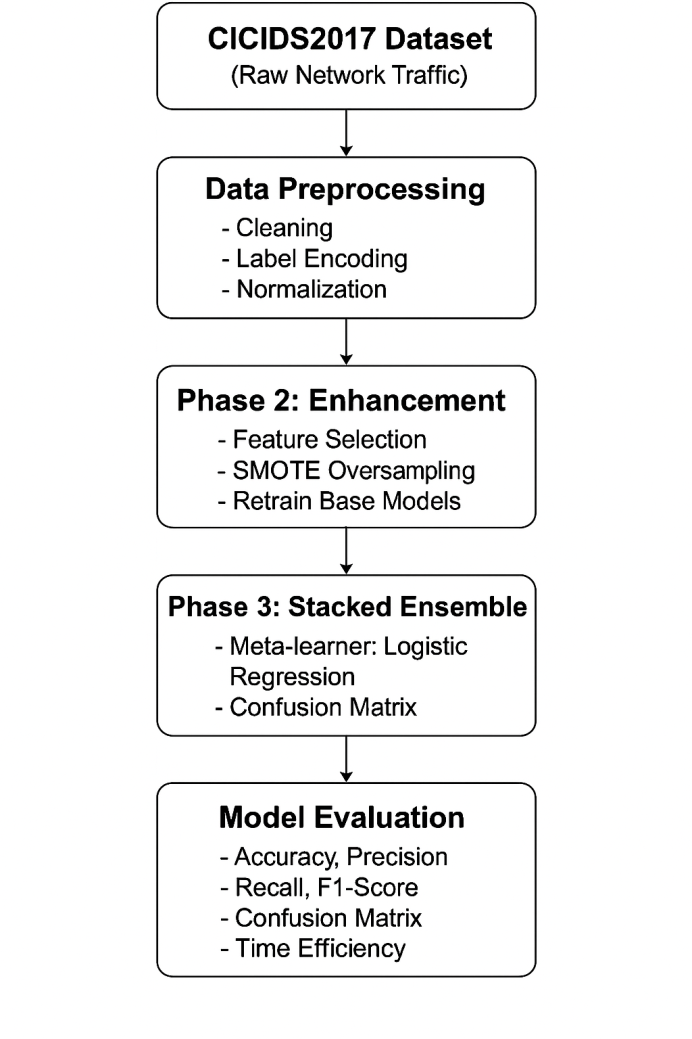 CICIDS2017 Dataset
(Raw Network Traffic)
Data Preprocessing
- Cleaning
- Label Encoding
- Normalization
Phase 2: Enhancement
- Feature Selection
- SMOTE Oversampling
- Retrain Base Models
Phase 3: Stacked Ensemble
- Meta-learner: Logistic
Regression
- Confusion Matrix
Model Evaluation
- Accuracy, Precision
- Recall, F1-Score
- Confusion Matrix
- Time Efficiency